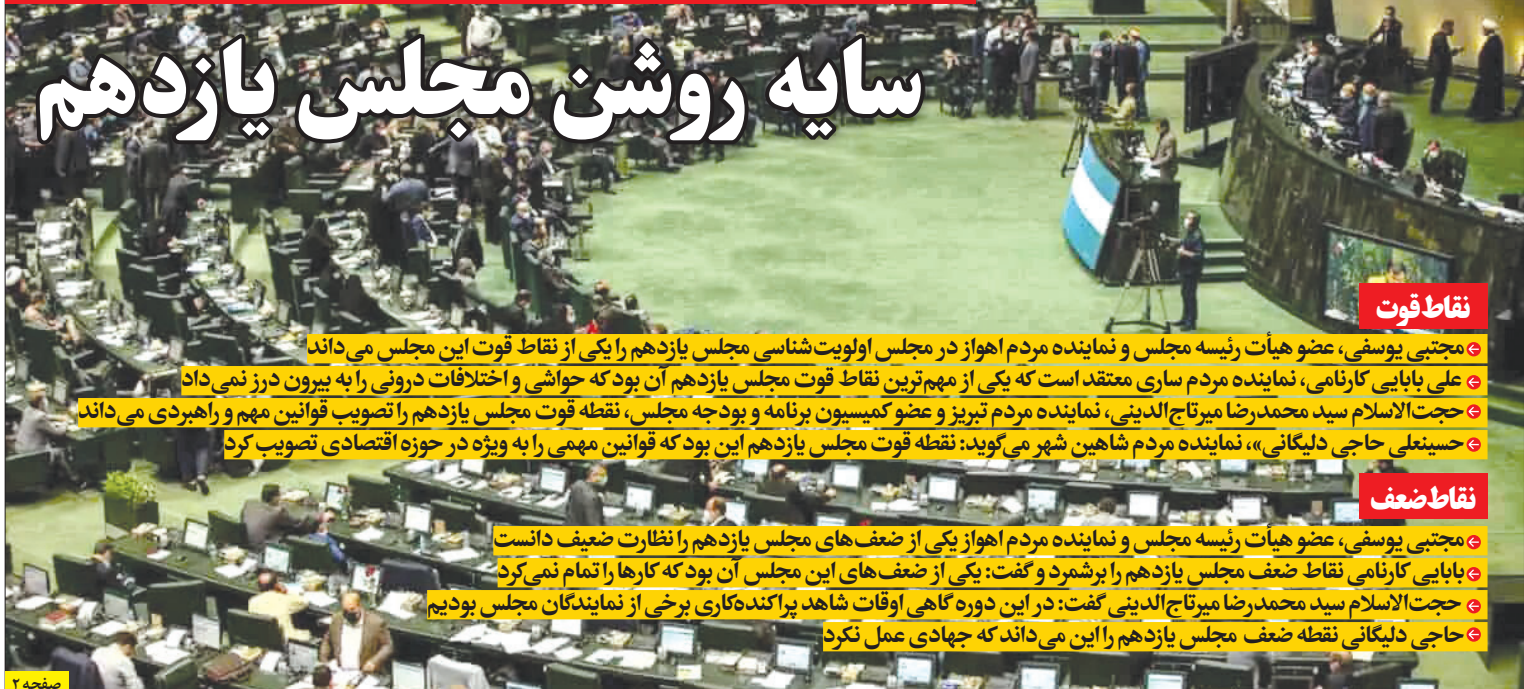 سایه روشن مجلس یازدهم
نقاط قوت
مجتبی یوسفی، عضو هیأت رئیسه مجلس و نماینده مردم اهواز در مجلس اولویت‌شناسی مجلس یازدهم را یکی از نقاط قوت این مجلس می‌داند
علی بابایی کارنامی، نماینده مردم ساری معتقد است که یکی از مهم‌ترین نقاط قوت مجلس یازدهم آن بود که حواشی و اختلافات درونی را به بیرون درز نمی‌داد
حجت‌الاسلام سید محمدرضا میرتاج‌الدینی، نماینده مردم تبریز و عضو کمیسیون برنامه و بودجه مجلس، نقطه قوت مجلس یازدهم را تصویب قوانین مهم و راهبردی می‌داند
حسینعلی حاجی دلیگانی»، نماینده مردم شاهین شهر می‌گوید: نقطه قوت مجلس یازدهم این بود که قوانین مهمی را به ویژه در حوزه اقتصادی تصویب کرد
نقاط ضعف
مجتبی یوسفی، عضو هیأت رئیسه مجلس و نماینده مردم اهواز یکی از ضعف‌های مجلس یازدهم را نظارت ضعیف دانست
بابایی کارنامی نقاط ضعف مجلس یازدهم را برشمرد و گفت: یکی از ضعف‌های این مجلس آن بود که کارها را تمام نمی‌کرد
حجت‌الاسلام سید محمدرضا میرتاج‌الدینی گفت: در این دوره گاهی اوقات شاهد پراکنده‌کاری برخی از نمایندگان مجلس بودیم
حاجی دلیگانی نقطه ضعف مجلس یازدهم را این می‌داند که جهادی عمل نکرد
صفحه ۲